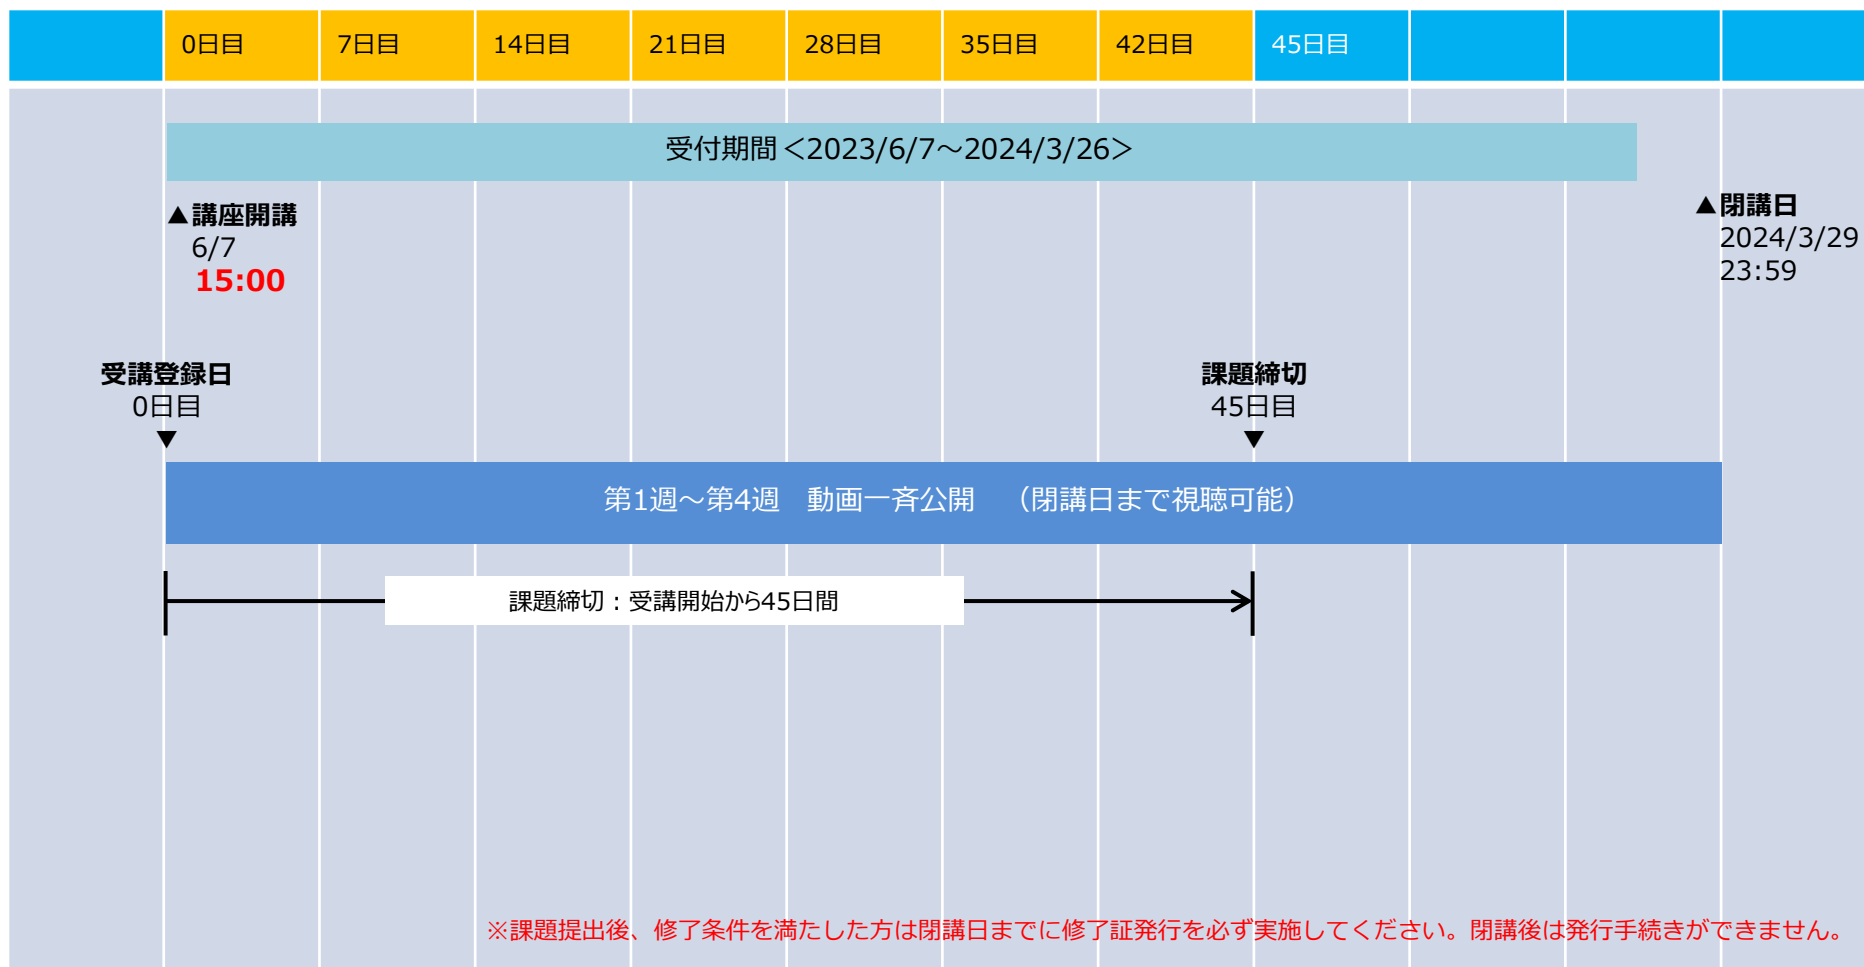 0日目 7日目 14日目 21日目 28日目 35日目 42日目 45日目
受付期間<2023/6/7～2024/3/26>
▲講座開講
6/7
15:00
▲閉講日
2024/3/29
23:59
受講登録日
0日目
▼
課題締切
45日目
▼
第1週～第4週　動画一斉公開　（閉講日まで視聴可能）
課題締切：受講開始から45日間
※課題提出後、修了条件を満たした方は閉講日までに修了証発行を必ず実施してください。閉講後は発行手続きができません。